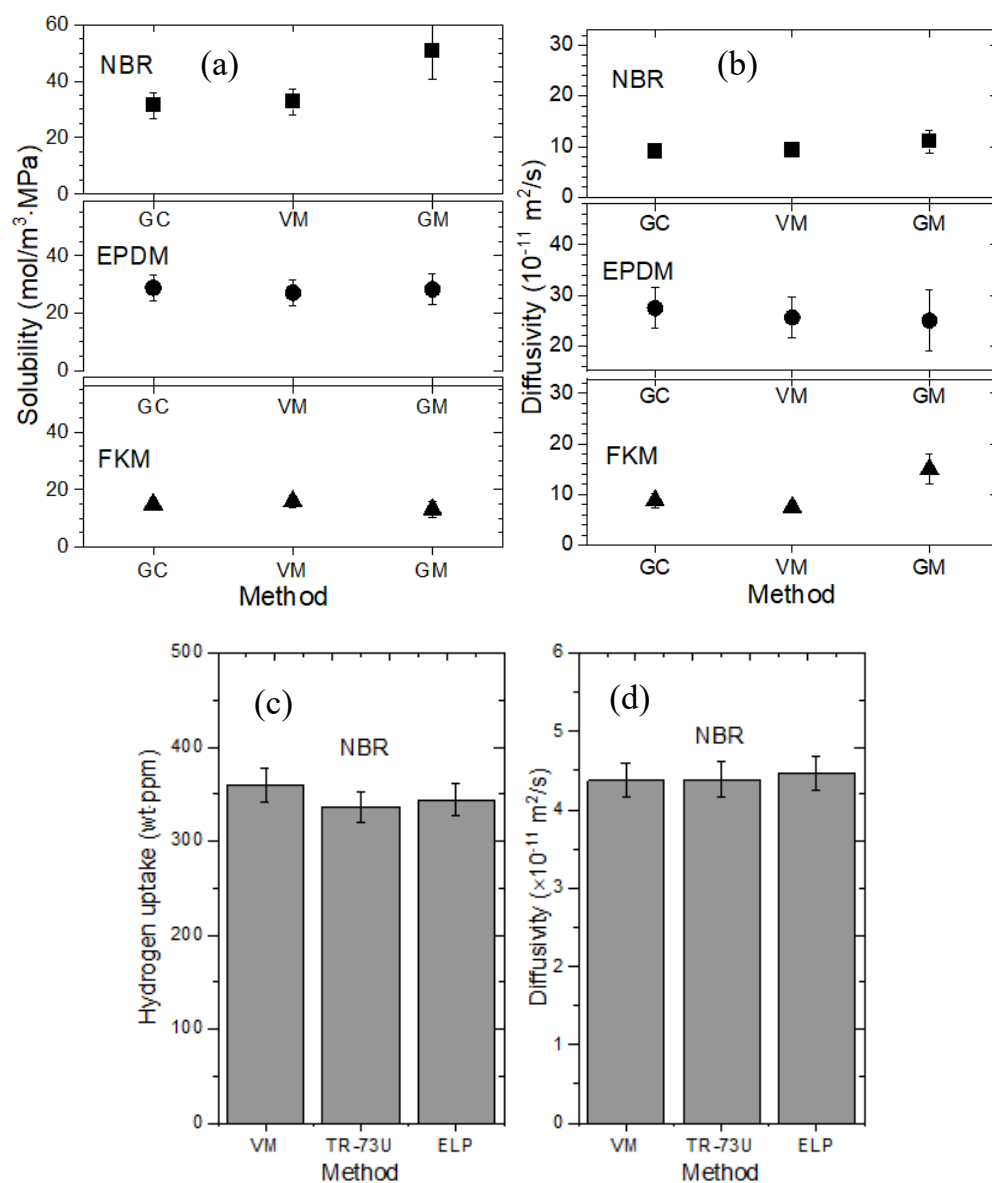 (a)
NBR
EPDM
FKM
Solubility (mol/m³·MPa)
60
40
20
0
GC VM GM
40
20
0
GC VM GM
40
20
0
GC VM GM
Method
(b)
NBR
EPDM
FKM
Diffusivity (10⁻¹¹ m²/s)
30
20
10
0
GC VM GM
40
30
20
GC VM GM
30
20
10
0
GC VM GM
Method
(c)
NBR
Hydrogen uptake (wt·ppm)
500
400
300
200
100
0
VM TR-73U ELP
Method
(d)
NBR
Diffusivity (×10⁻¹¹ m²/s)
6
5
4
3
2
1
0
VM TR-73U ELP
Method